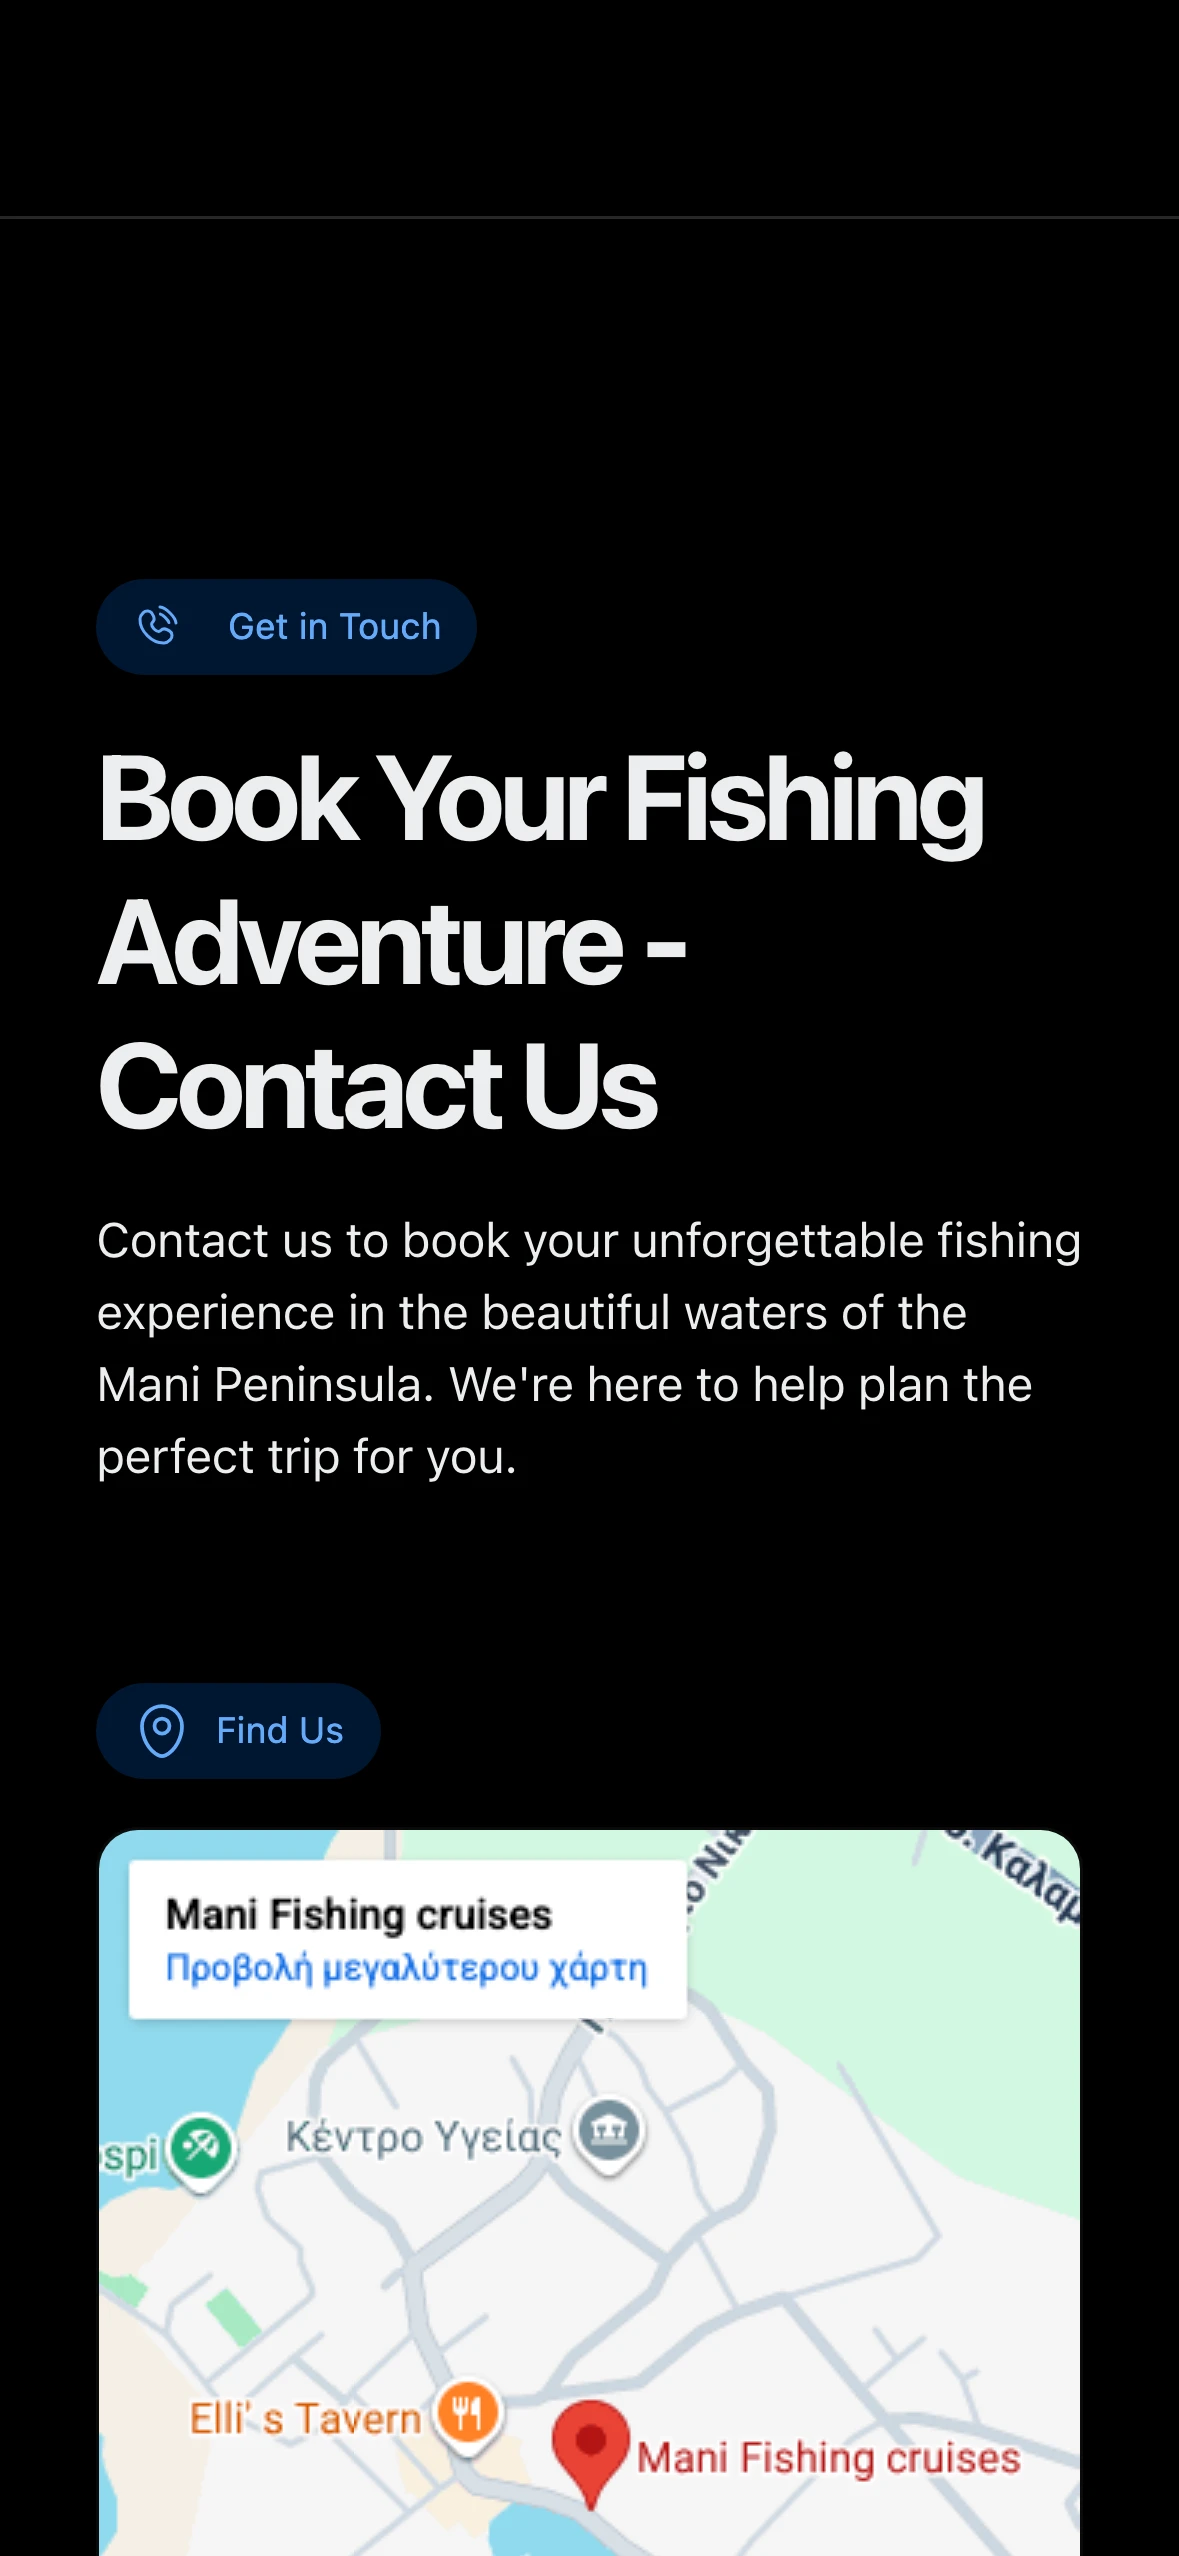 Get in Touch
Book Your Fishing
Adventure -
Contact Us
Contact us to book your unforgettable fishing
experience in the beautiful waters of the
Mani Peninsula. We're here to help plan the
perfect trip for you.
Find Us
Mani Fishing cruises
Προβολή μεγαλύτερου χάρτη
Κέντρο Υγείας
Elli' s Tavern
Mani Fishing cruises